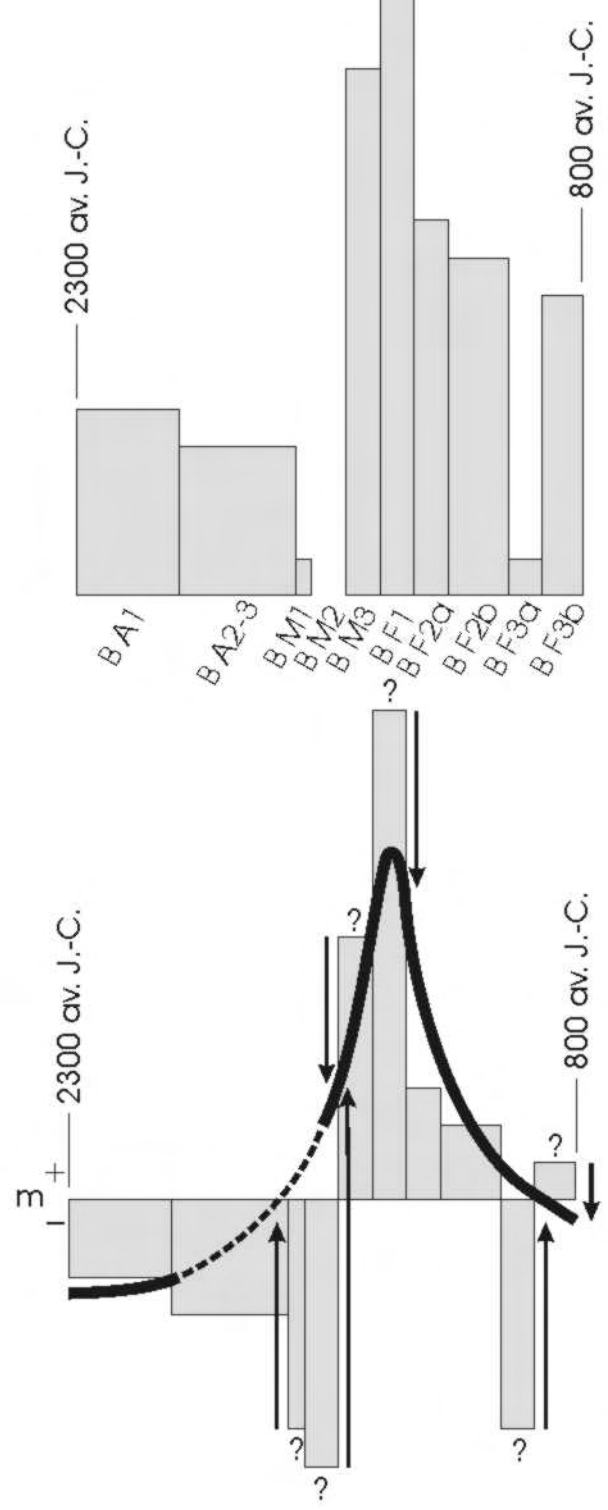 2300 av. J.-C.
800 av. J.-C.
B A1
B A2-3
B M1
B M2
B M3
B F1
B F2a
B F2b
B F3a
B F3b
m
+
–
2300 av. J.-C.
800 av. J.-C.
?
?
?
?
?
?